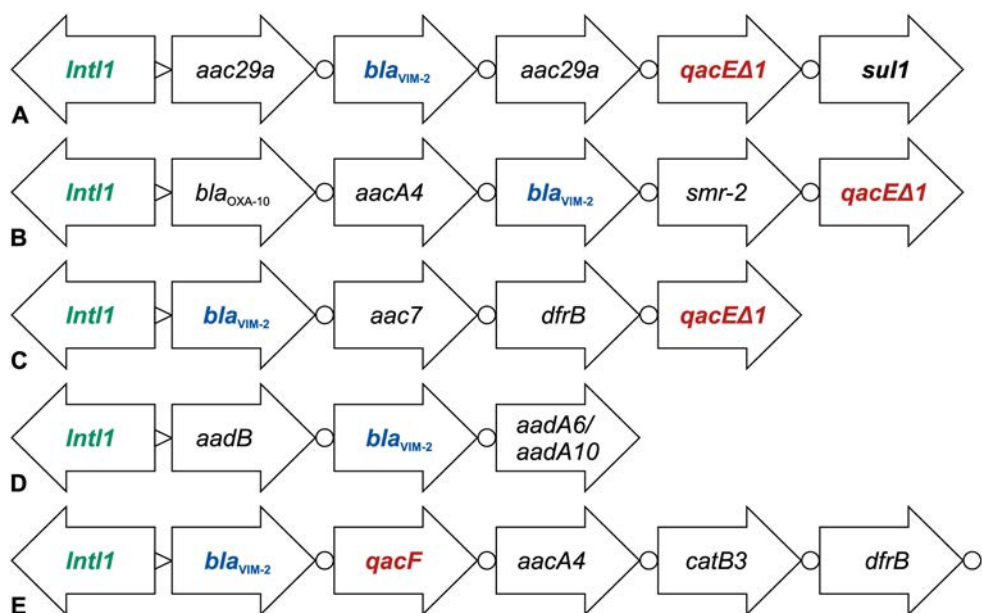 IntI1 aac29a blaVIM-2 aac29a qacEΔ1 sul1
A
IntI1 blaOXA-10 aacA4 blaVIM-2 smr-2 qacEΔ1
B
IntI1 blaVIM-2 aac7 dfrB qacEΔ1
C
IntI1 aadB blaVIM-2 aadA6/
aadA10
D
IntI1 blaVIM-2 qacF aacA4 catB3 dfrB
E